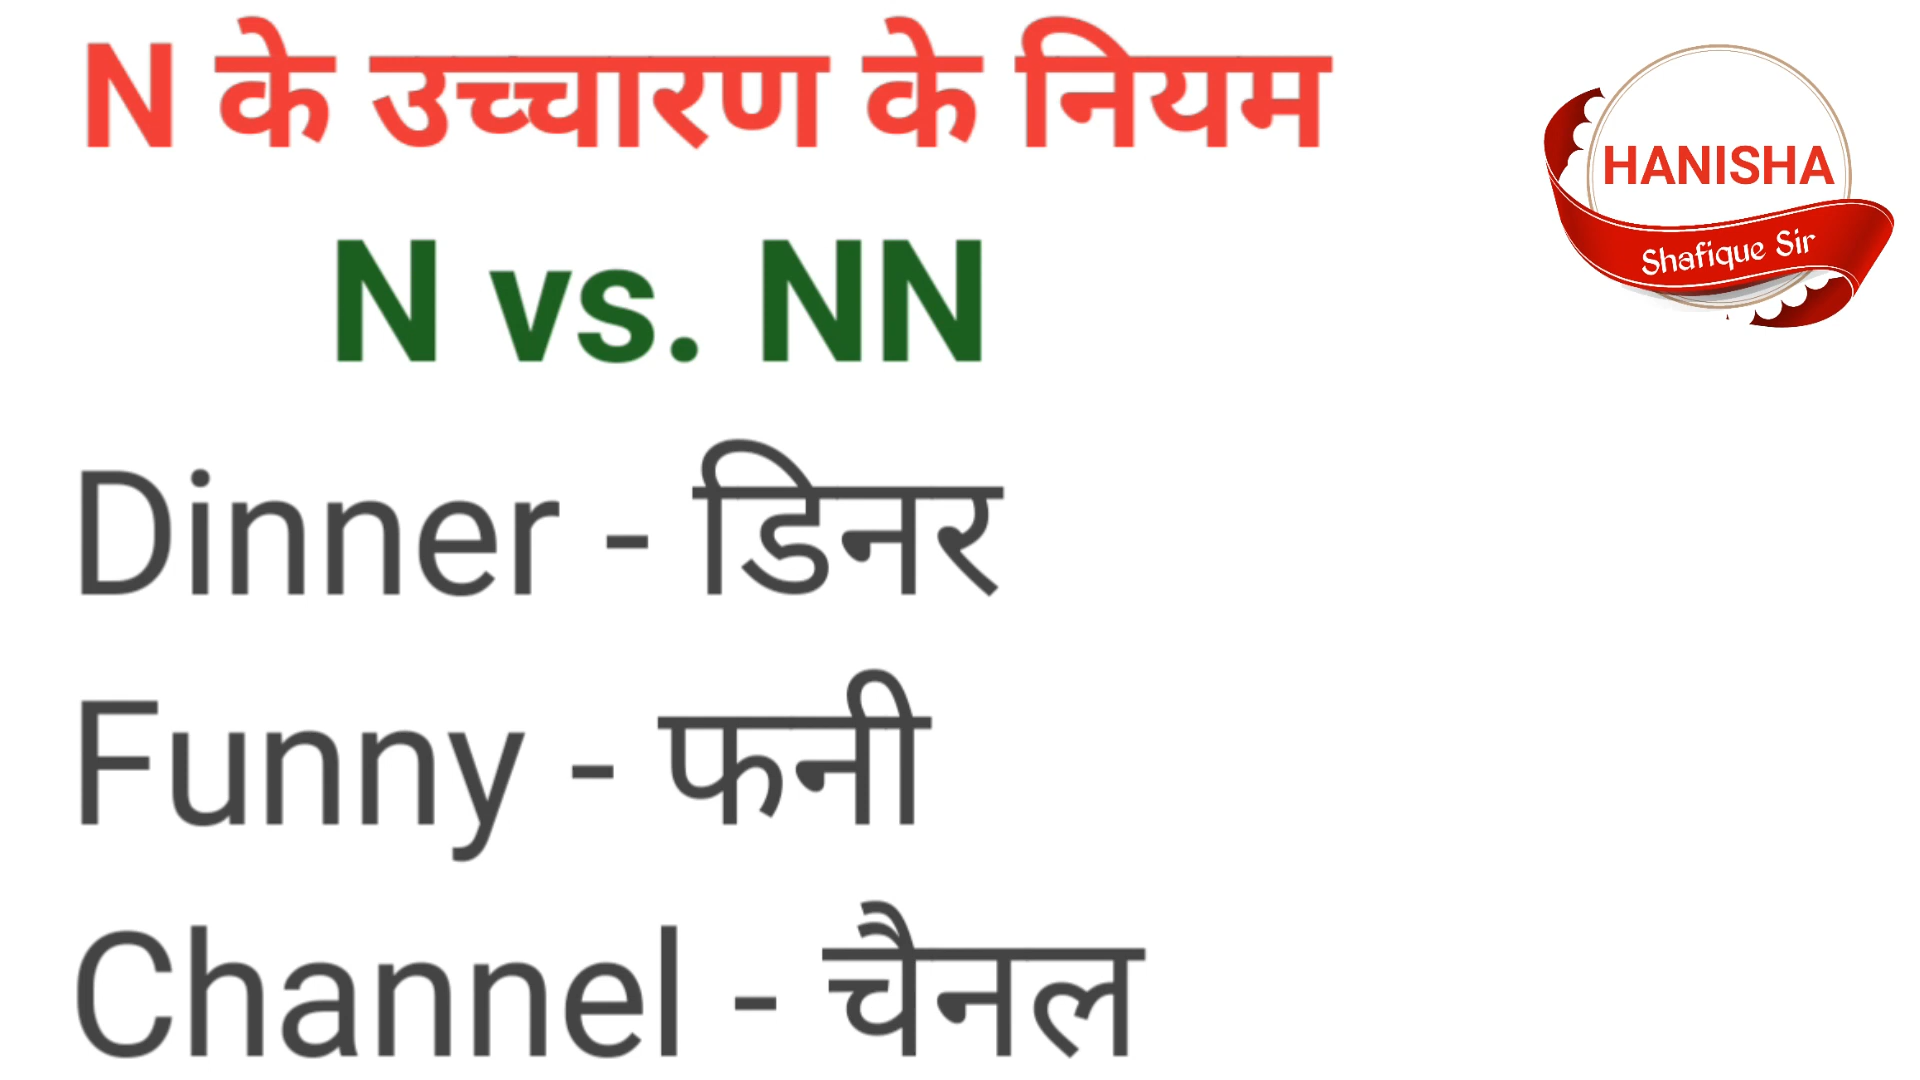 N के उच्चारण के नियम
HANISHA
Shafique Sir
N vs. NN
Dinner - डिनर
Funny - फनी
Channel - चैनल